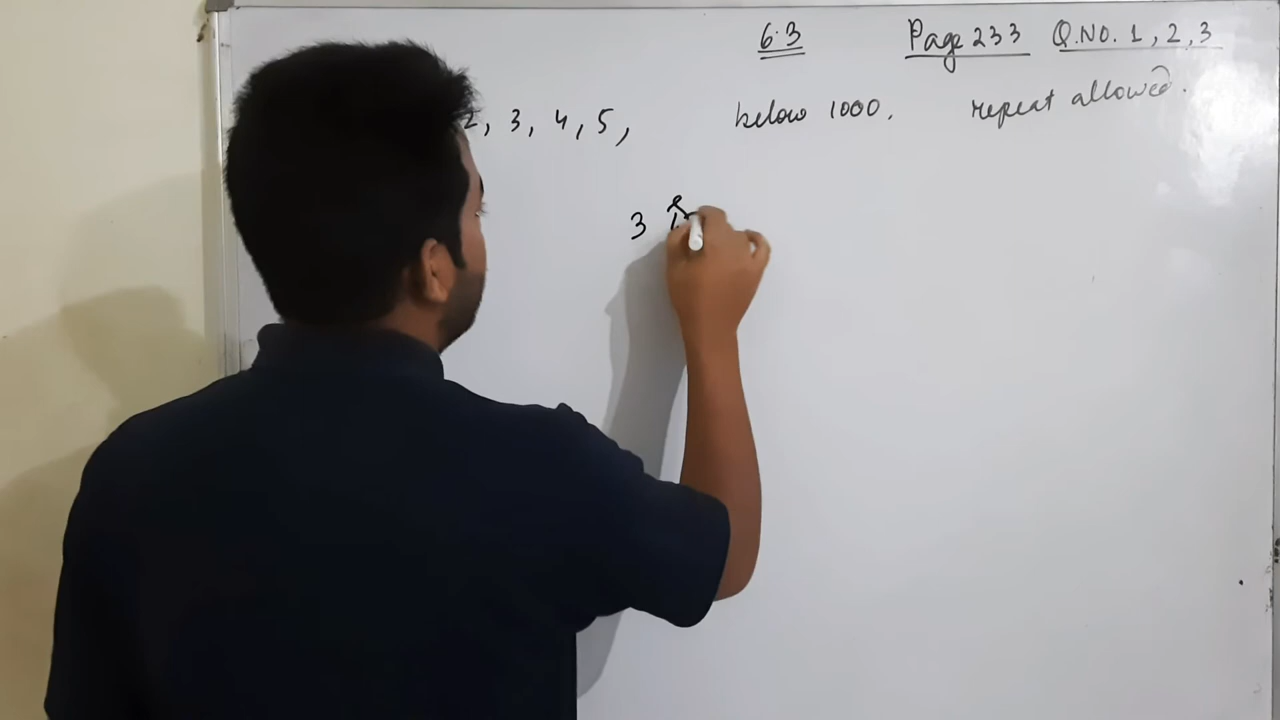 6.3 Page 233 Q.NO. 1, 2, 3
2, 3, 4, 5, below 1000. repeat allowed.
3